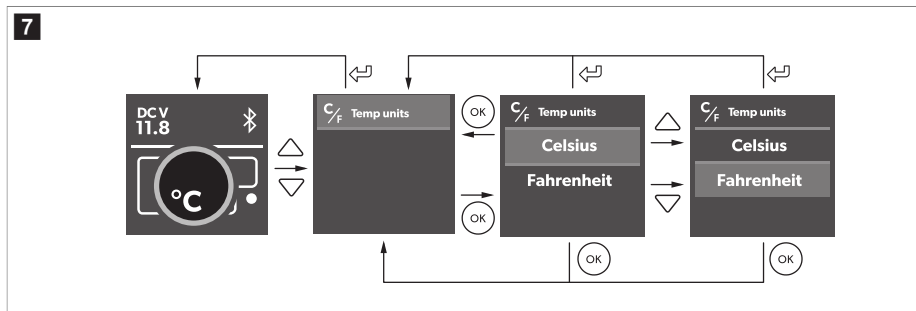 7
DC V
11.8
°C
C/F Temp units
OK
OK
C/F Temp units
Celsius
Fahrenheit
OK
C/F Temp units
Celsius
Fahrenheit
OK